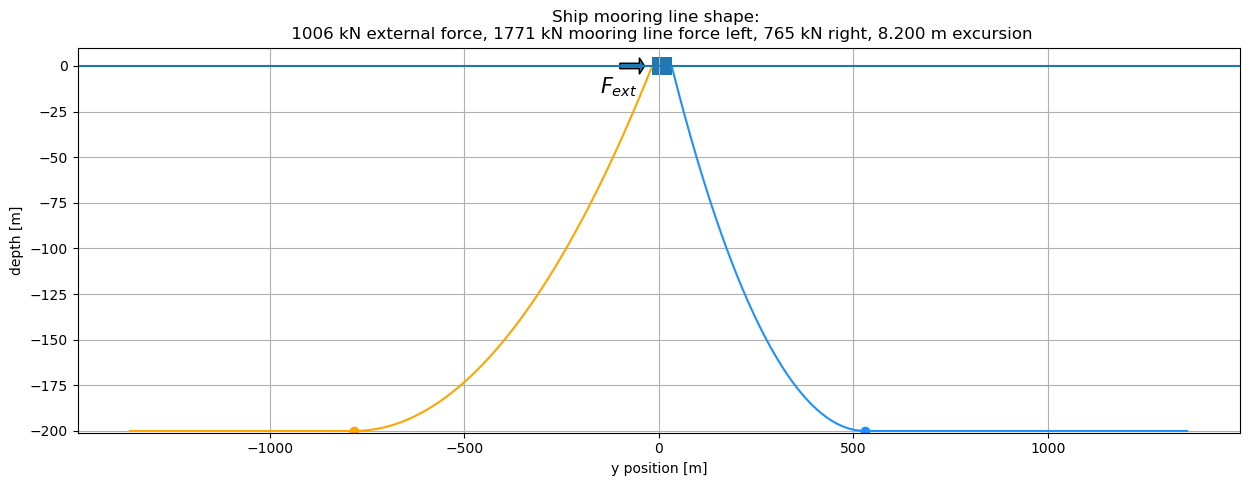 Ship mooring line shape:
1006 kN external force, 1771 kN mooring line force left, 765 kN right, 8.200 m excursion
0
F_ext
−25
−50
−75
−100
−125
−150
−175
−200
depth [m]
−1000 −500 0 500 1000
y position [m]